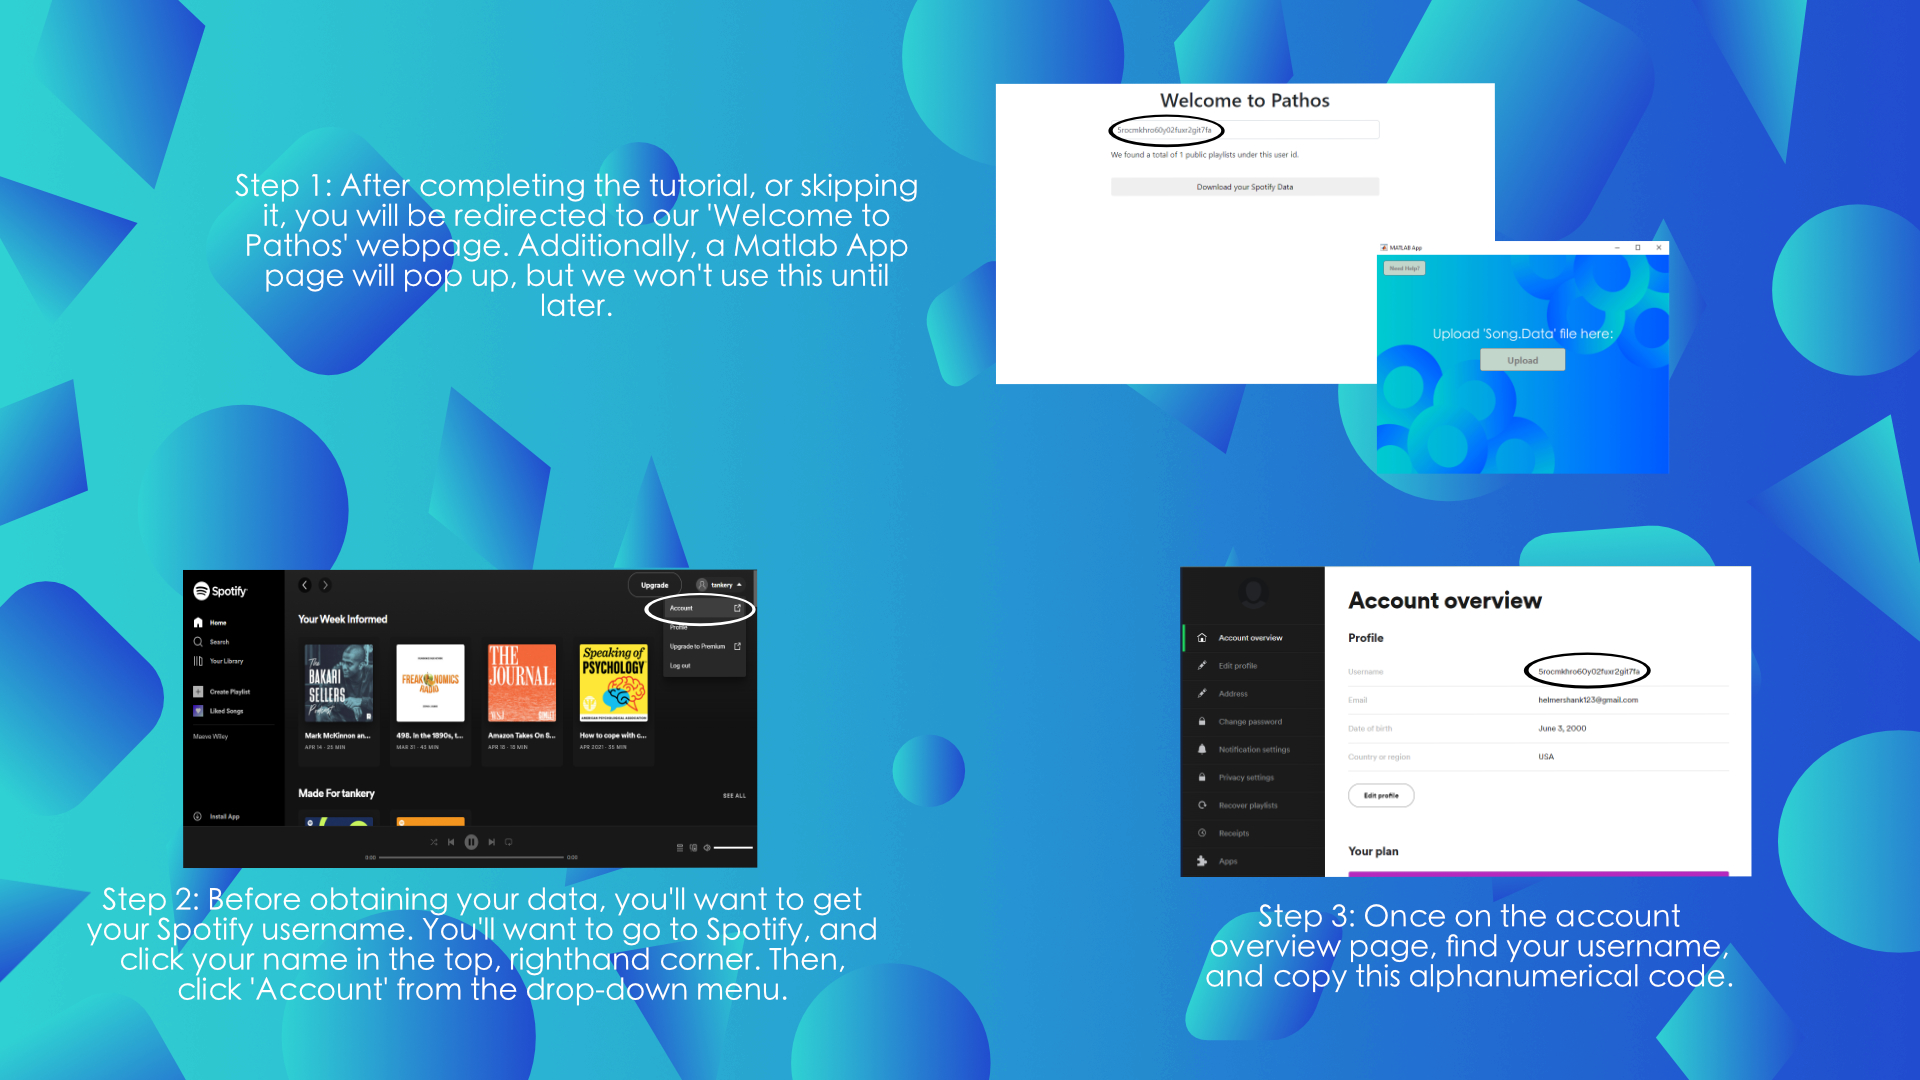 Step 1: After completing the tutorial, or skipping
it, you will be redirected to our 'Welcome to
Pathos' webpage. Additionally, a Matlab App
page will pop up, but we won't use this until
later.
Welcome to Pathos
5rocmkhro60y02fuxr2git7fa
We found a total of 1 public playlists under this user id.
Download your Spotify Data
MATLAB App
Need Help?
Upload 'Song.Data' file here:
Upload
Spotify
Home
Search
Your Library
Create Playlist
Liked Songs
Maeve Wiley
Install App
Upgrade
tankery
Account
Profile
Upgrade to Premium
Log out
Your Week Informed
The
BAKARI
SELLERS
Podcast
FREAKONOMICS
RADIO
THE
JOURNAL.
WSJ
GIMLET
Speaking of
PSYCHOLOGY
AMERICAN PSYCHOLOGICAL ASSOCIATION
Mark McKinnon an...
APR 14 · 25 MIN
498. In the 1890s, t...
MAR 31 · 43 MIN
Amazon Takes On S...
APR 18 · 18 MIN
How to cope with c...
APR 2021 · 35 MIN
Made For tankery
SEE ALL
0:00
0:00
Step 2: Before obtaining your data, you'll want to get
your Spotify username. You'll want to go to Spotify, and
click your name in the top, righthand corner. Then,
click 'Account' from the drop-down menu.
Account overview
Edit profile
Address
Change password
Notification settings
Privacy settings
Recover playlists
Receipts
Apps
Account overview
Profile
Username 5rocmkhro60y02fuxr2git7fa
Email helmershank123@gmail.com
Date of birth June 3, 2000
Country or region USA
Edit profile
Your plan
Step 3: Once on the account
overview page, find your username,
and copy this alphanumerical code.